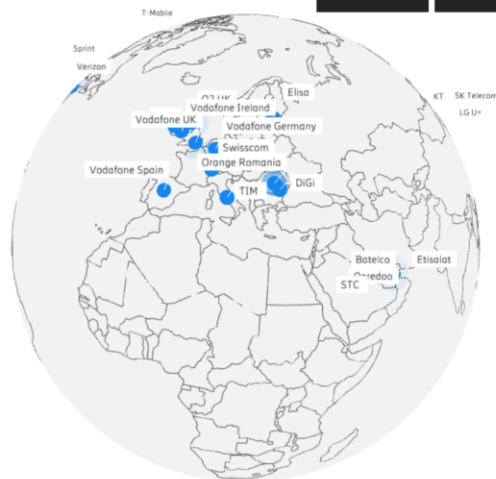 T-Mobile
Sprint
Verizon
Elisa
KT SK Telecom
LG U+
O2 UK
Vodafone Ireland
Vodafone UK
Vodafone Germany
Swisscom
Orange Romania
Vodafone Spain
DiGi
TIM
Batelco
Etisalat
Ooredoo
STC